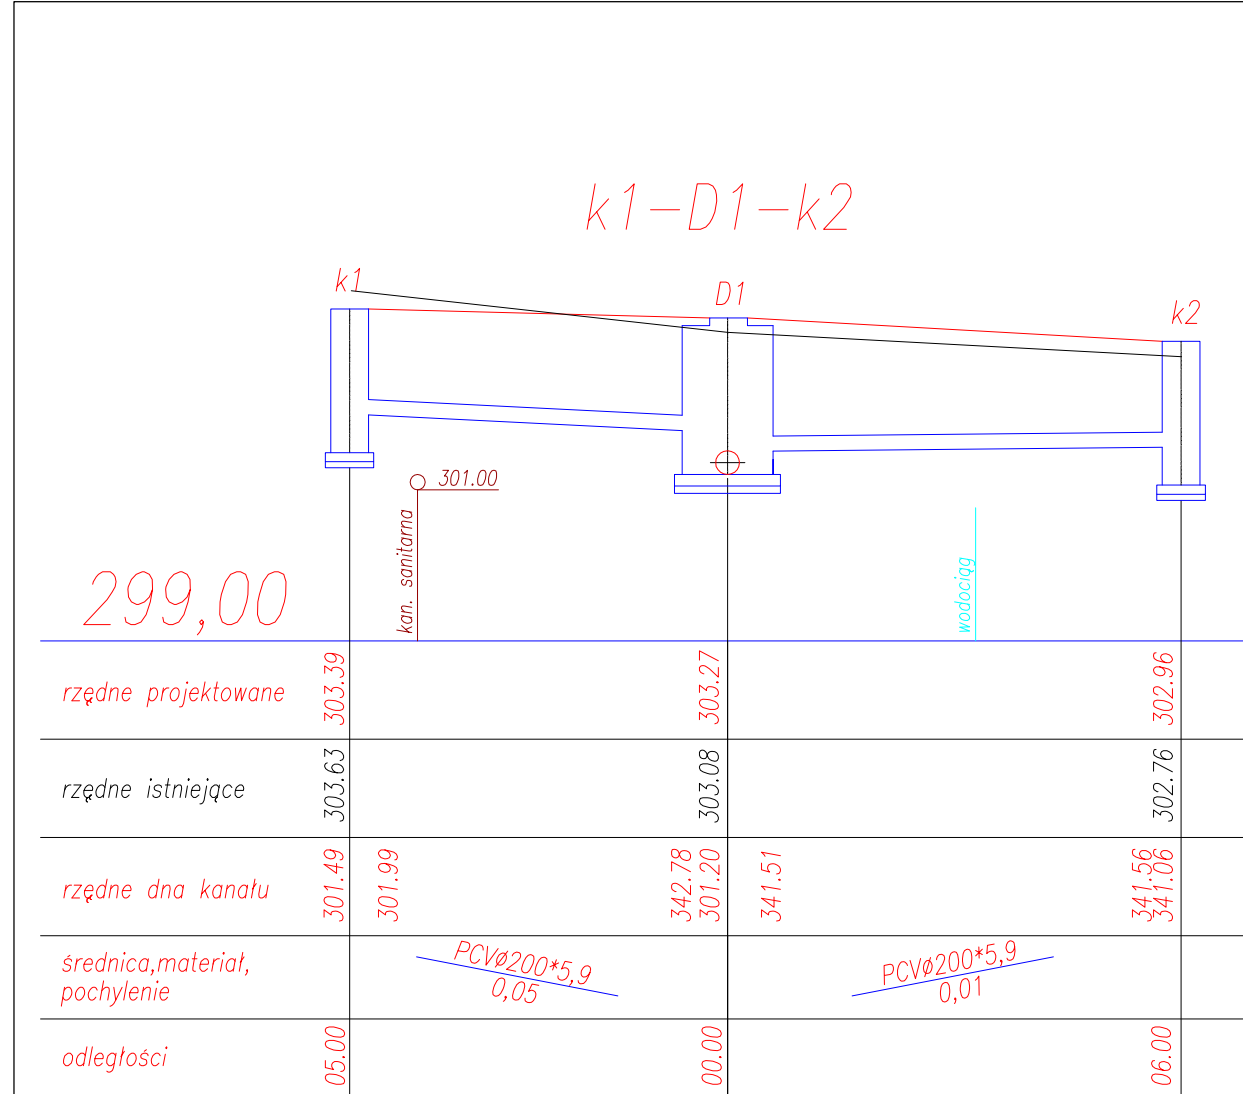 k1-D1-k2
k1
D1
k2
301.00
kan. sanitarna
wodociąg
299,00
rzędne projektowane
303.39
303.27
302.96
rzędne istniejące
303.63
303.08
302.76
rzędne dna kanału
301.49
301.99
342.78
301.20
341.51
341.56
341.06
średnica,materiał,
pochylenie
PCVø200*5,9
0,05
PCVø200*5,9
0,01
odległości
05.00
00.00
06.00